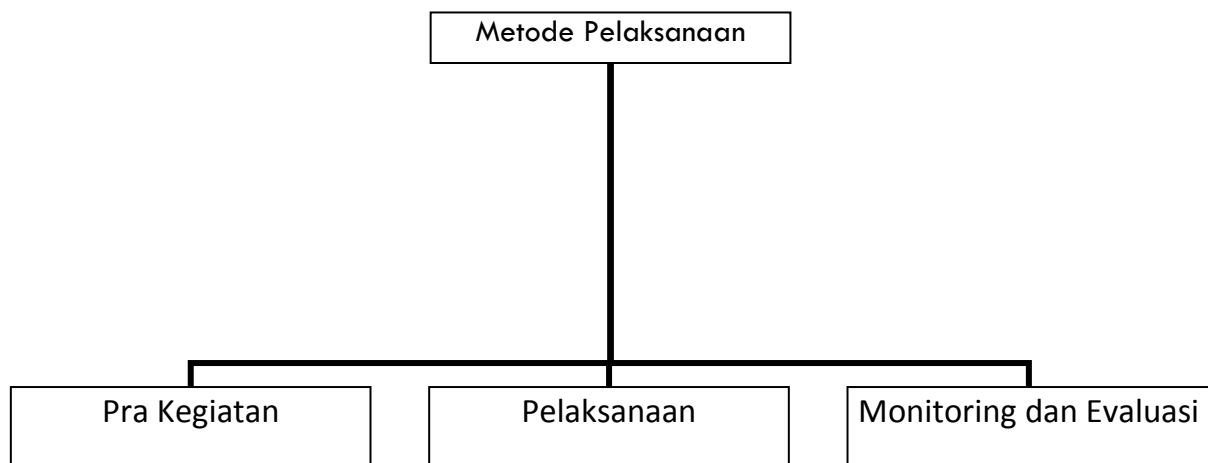 Metode Pelaksanaan
Pra Kegiatan
Pelaksanaan
Monitoring dan Evaluasi